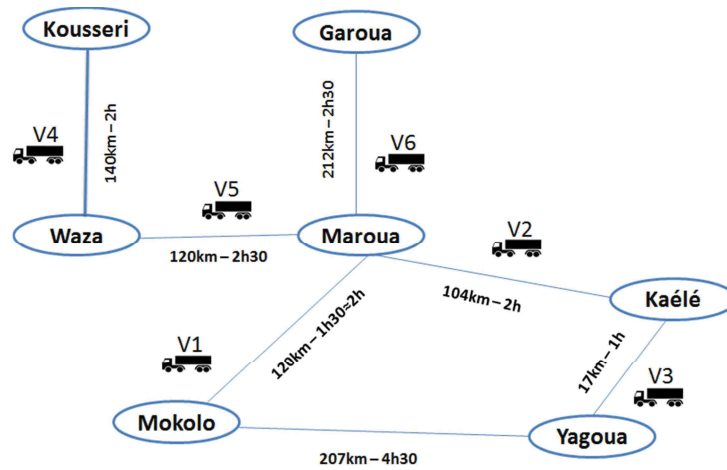 Kousseri
Garoua
V4
140km – 2h
212km – 2h30
V6
V5
V2
Waza
Maroua
120km – 2h30
104km – 2h
Kaélé
V1
120km – 1h30≈2h
17km – 1h
V3
Mokolo
Yagoua
207km – 4h30